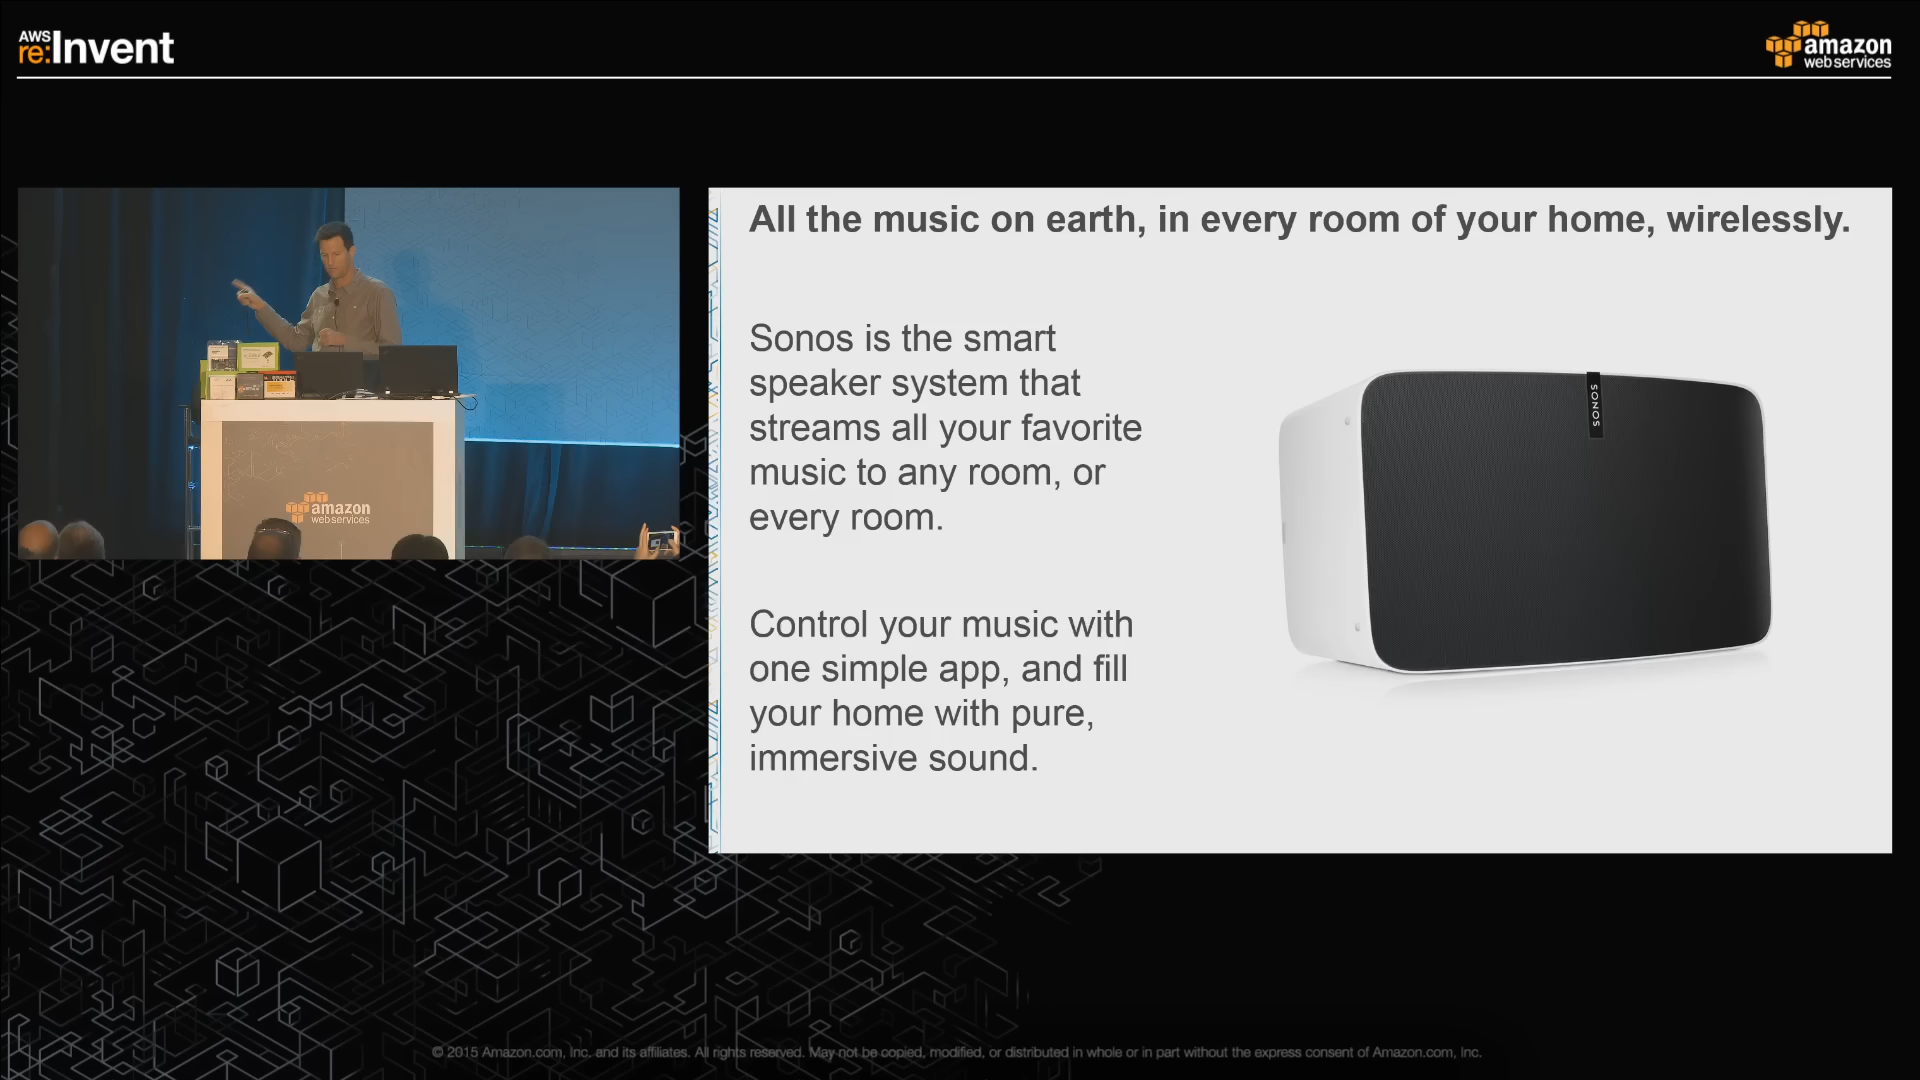 AWS
re:Invent
amazon
web services
All the music on earth, in every room of your home, wirelessly.
Sonos is the smart
speaker system that
streams all your favorite
music to any room, or
every room.
SONOS
Control your music with
one simple app, and fill
your home with pure,
immersive sound.
amazon
web services
© 2015 Amazon.com, Inc. and its affiliates. All rights reserved. May not be copied, modified, or distributed in whole or in part without the express consent of Amazon.com, Inc.